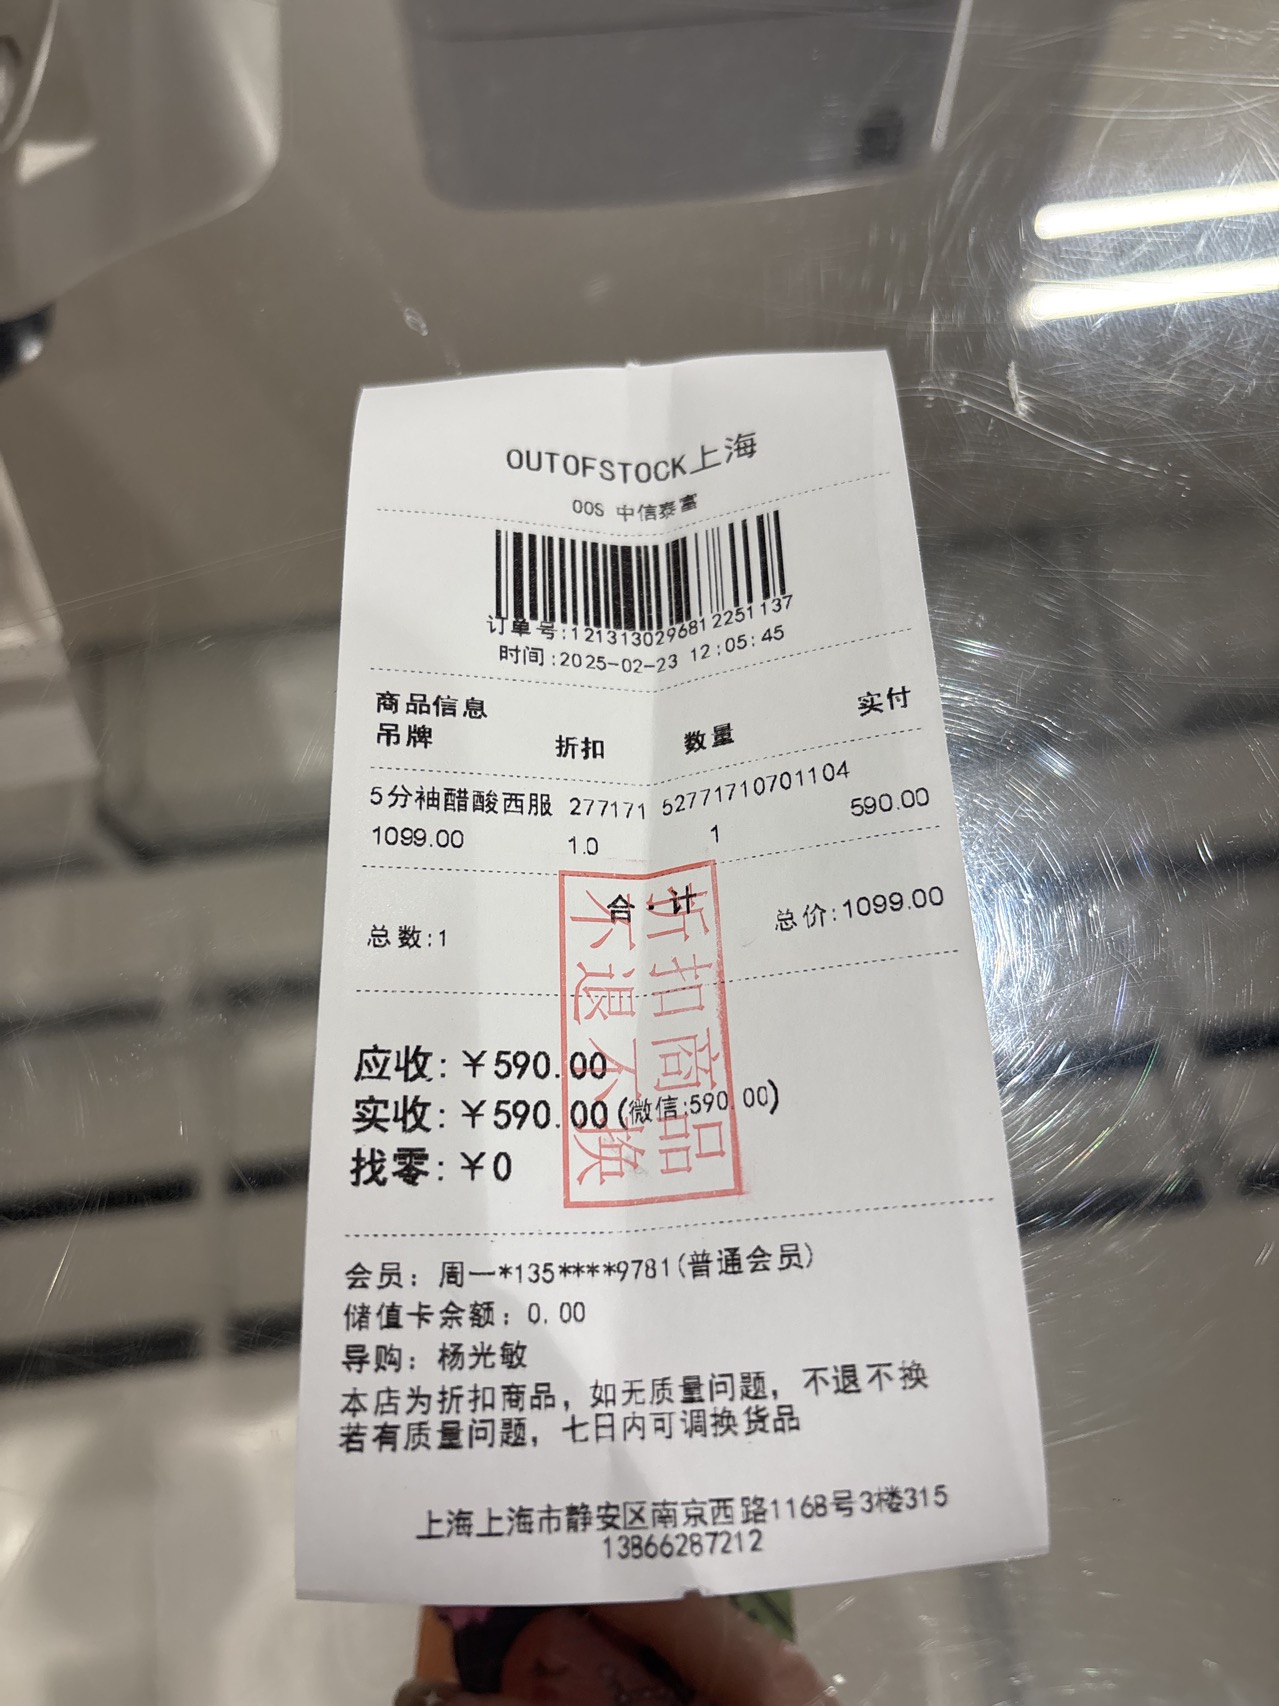 OUTOFSTOCK上海
OOS 中信泰富
订单号:1213130296812251137
时间:2025-02-23 12:05:45
商品信息
吊牌 折扣 数量 实付
5分袖醋酸西服 277171 52771710701104
1099.00 1.0 1 590.00
合·计
总数:1 总价:1099.00
应收:￥590.00
实收:￥590.00(微信:590.00)
找零:￥0
折扣商品
不退不换
会员：周一*135****9781(普通会员)
储值卡余额：0.00
导购：杨光敏
本店为折扣商品，如无质量问题，不退不换
若有质量问题，七日内可调换货品
上海上海市静安区南京西路1168号3楼315
13866287212